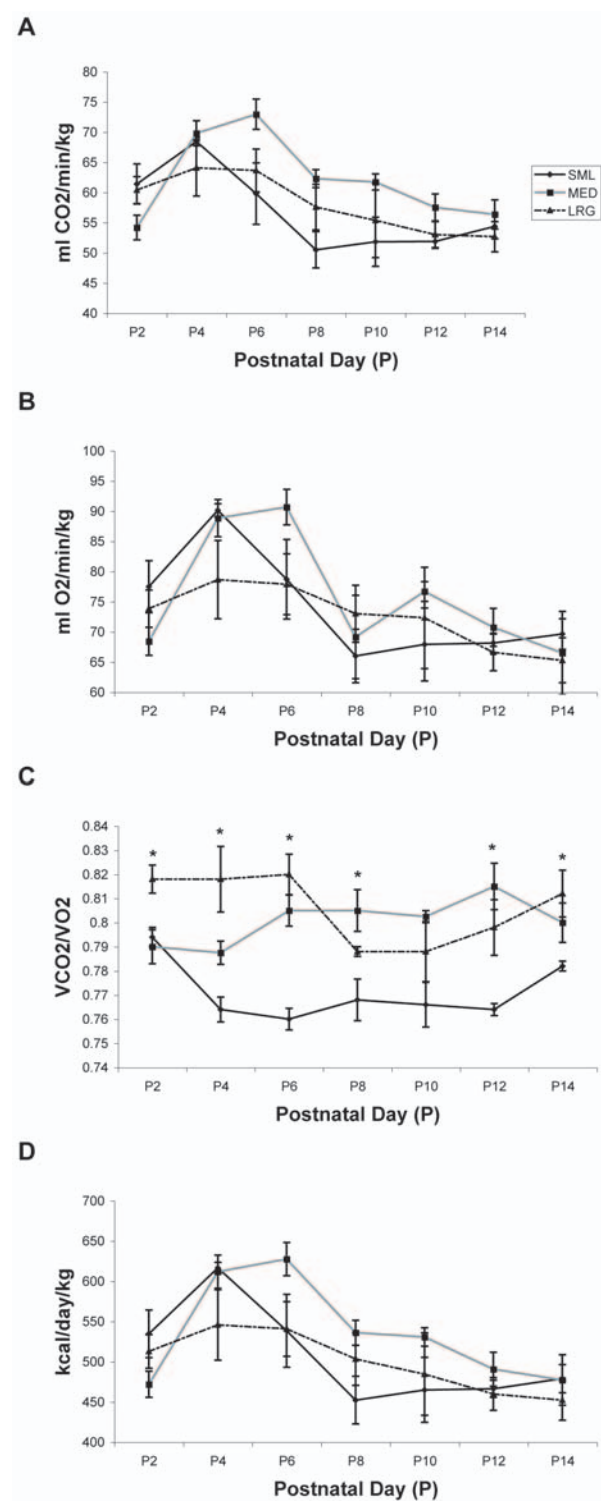 A
80
75
70
65
60
55
50
45
40
ml CO2/min/kg
P2 P4 P6 P8 P10 P12 P14
Postnatal Day (P)
SML
MED
LRG
B
100
95
90
85
80
75
70
65
60
ml O2/min/kg
P2 P4 P6 P8 P10 P12 P14
Postnatal Day (P)
C
0.84
0.83
0.82
0.81
0.8
0.79
0.78
0.77
0.76
0.75
0.74
VCO2/VO2
* * * * * *
P2 P4 P6 P8 P10 P12 P14
Postnatal Day (P)
D
700
650
600
550
500
450
400
kcal/day/kg
P2 P4 P6 P8 P10 P12 P14
Postnatal Day (P)